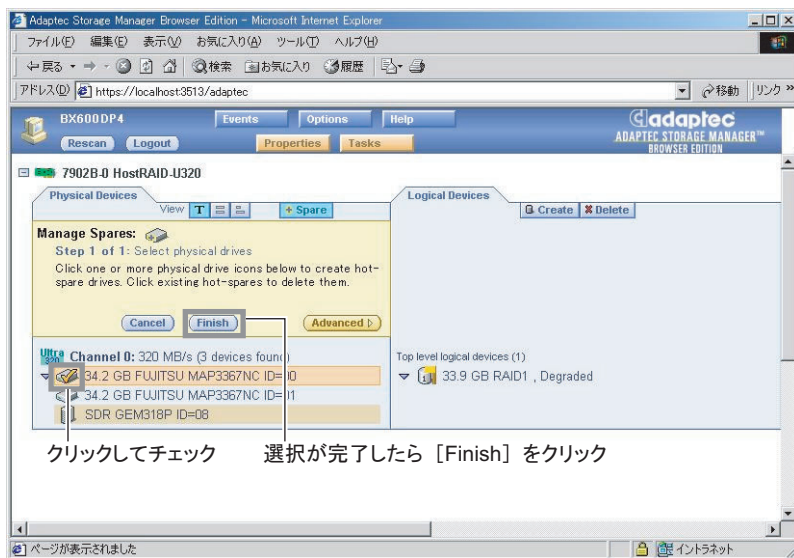 Adaptec Storage Manager Browser Edition - Microsoft Internet Explorer
ファイル(F) 編集(E) 表示(V) お気に入り(A) ツール(T) ヘルプ(H)
戻る 検索 お気に入り 履歴
アドレス(D) https://localhost:3513/adaptec 移動 リンク »
BX600DP4 Events Options Help adaptec
Rescan Logout Properties Tasks ADAPTEC STORAGE MANAGER™
BROWSER EDITION
7902B-0 HostRAID-U320
Physical Devices Logical Devices
View T + Spare Create Delete
Manage Spares:
Step 1 of 1: Select physical drives
Click one or more physical drive icons below to create hot-
spare drives. Click existing hot-spares to delete them.
Cancel Finish Advanced
Ultra 320 Channel 0: 320 MB/s (3 devices found) Top level logical devices (1)
34.2 GB FUJITSU MAP3367NC ID=00 33.9 GB RAID1 , Degraded
34.2 GB FUJITSU MAP3367NC ID=01
SDR GEM318P ID=08
クリックしてチェック 選択が完了したら［Finish］をクリック
ページが表示されました イントラネット